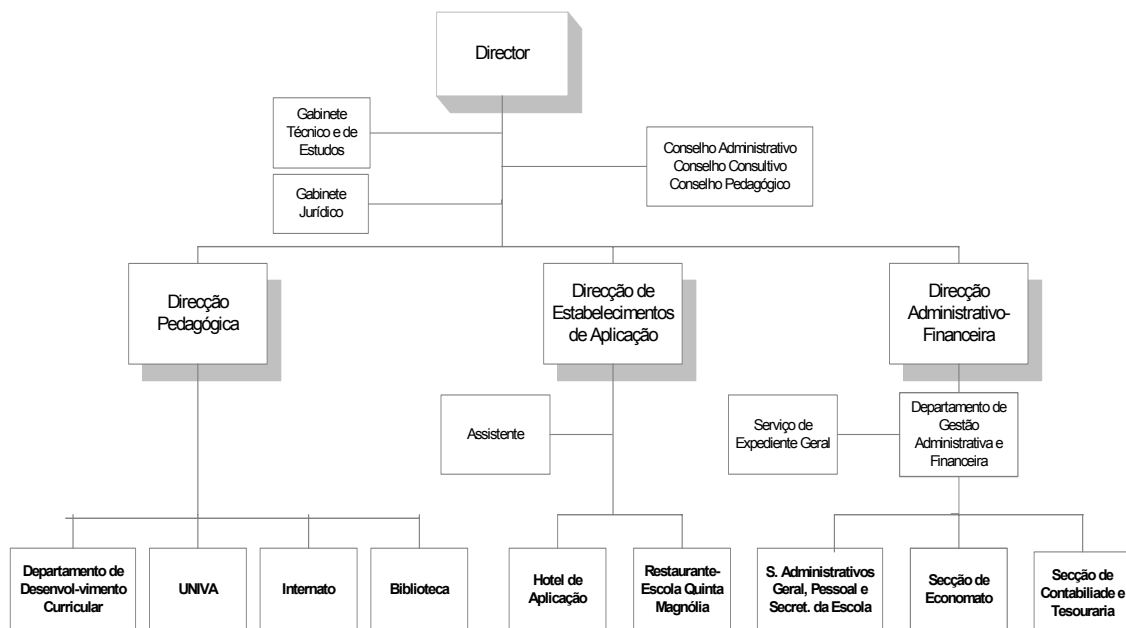 Director
Gabinete
Técnico e de
Estudos
Conselho Administrativo
Conselho Consultivo
Conselho Pedagógico
Gabinete
Jurídico
Direcção
Pedagógica
Direcção de
Estabelecimentos
de Aplicação
Direcção
Administrativo-
Financeira
Assistente
Serviço de
Expediente Geral
Departamento de
Gestão
Administrativa e
Financeira
Departamento de
Desenvol-vimento
Curricular
UNIVA
Internato
Biblioteca
Hotel de
Aplicação
Restaurante-
Escola Quinta
Magnólia
S. Administrativos
Geral, Pessoal e
Secret. da Escola
Secção de
Economato
Secção de
Contabiliade e
Tesouraria